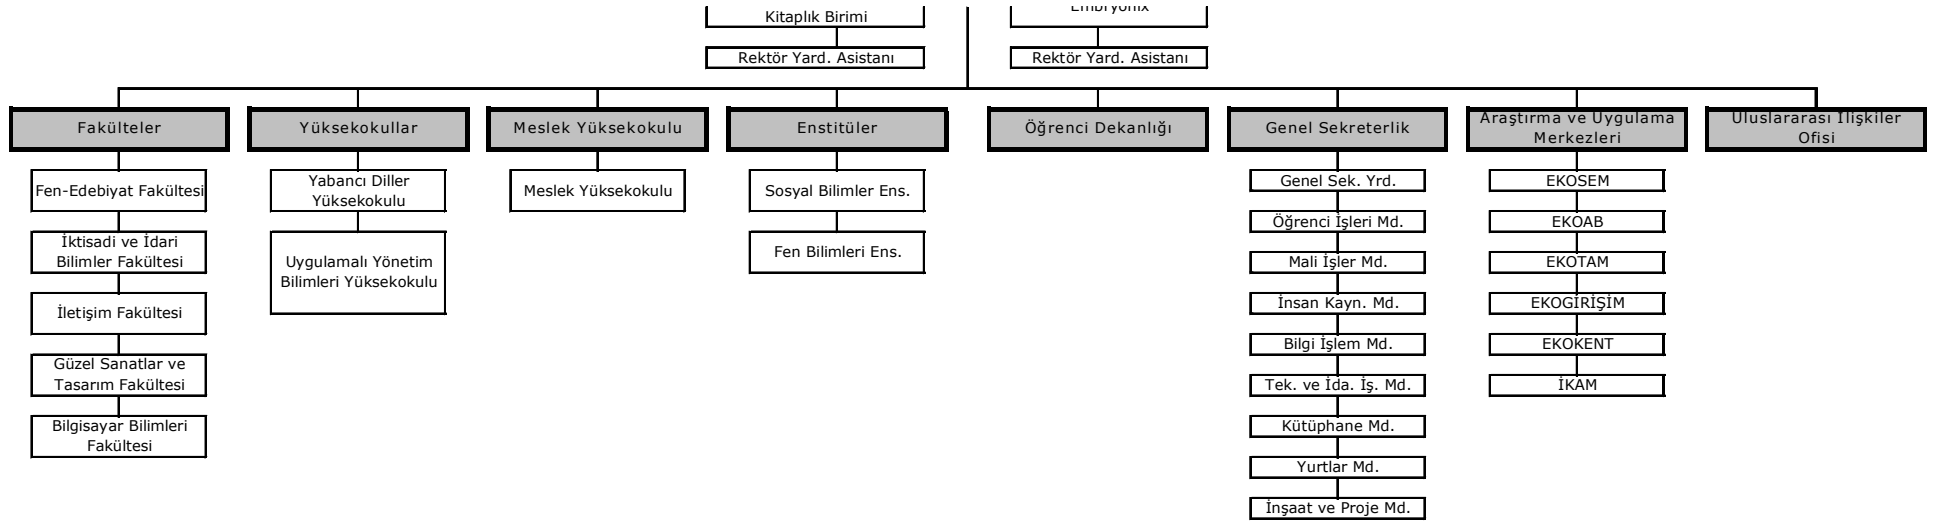 Kitaplık Birimi
Embryonix
Rektör Yard. Asistanı
Rektör Yard. Asistanı
Fakülteler
Yüksekokullar
Meslek Yüksekokulu
Enstitüler
Öğrenci Dekanlığı
Genel Sekreterlik
Araştırma ve Uygulama
Merkezleri
Uluslararası İlişkiler
Ofisi
Fen-Edebiyat Fakültesi
İktisadi ve İdari
Bilimler Fakültesi
İletişim Fakültesi
Güzel Sanatlar ve
Tasarım Fakültesi
Bilgisayar Bilimleri
Fakültesi
Yabancı Diller
Yüksekokulu
Uygulamalı Yönetim
Bilimleri Yüksekokulu
Meslek Yüksekokulu
Sosyal Bilimler Ens.
Fen Bilimleri Ens.
Genel Sek. Yrd.
Öğrenci İşleri Md.
Mali İşler Md.
İnsan Kayn. Md.
Bilgi İşlem Md.
Tek. ve İda. İş. Md.
Kütüphane Md.
Yurtlar Md.
İnşaat ve Proje Md.
EKOSEM
EKOAB
EKOTAM
EKOGİRİŞİM
EKOKENT
İKAM